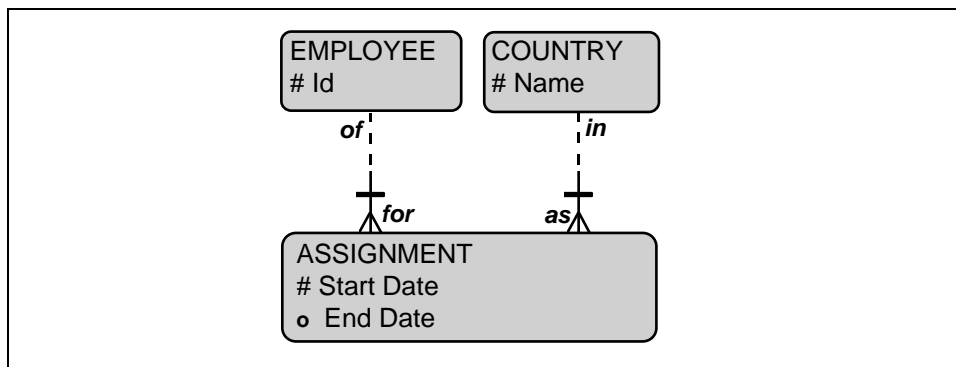 EMPLOYEE
# Id
COUNTRY
# Name
of
in
for
as
ASSIGNMENT
# Start Date
o End Date